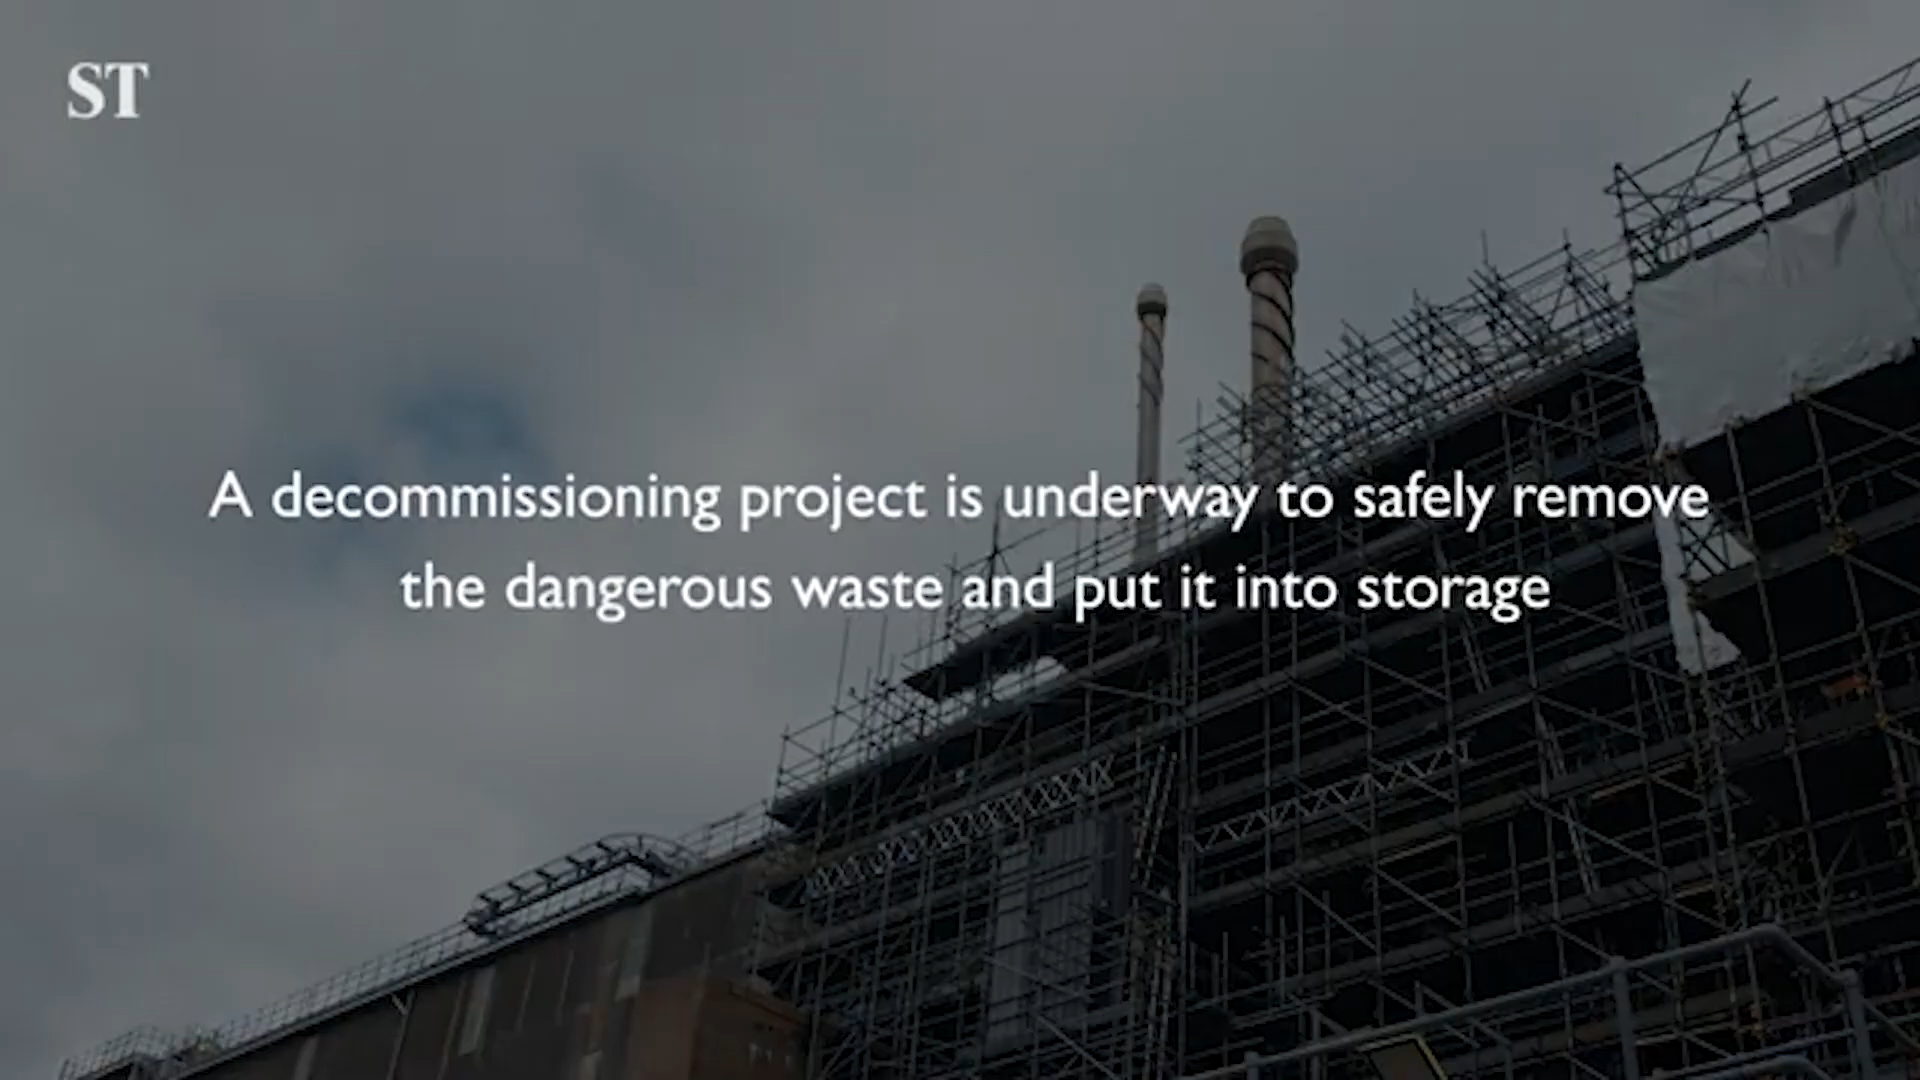 ST
A decommissioning project is underway to safely remove
the dangerous waste and put it into storage